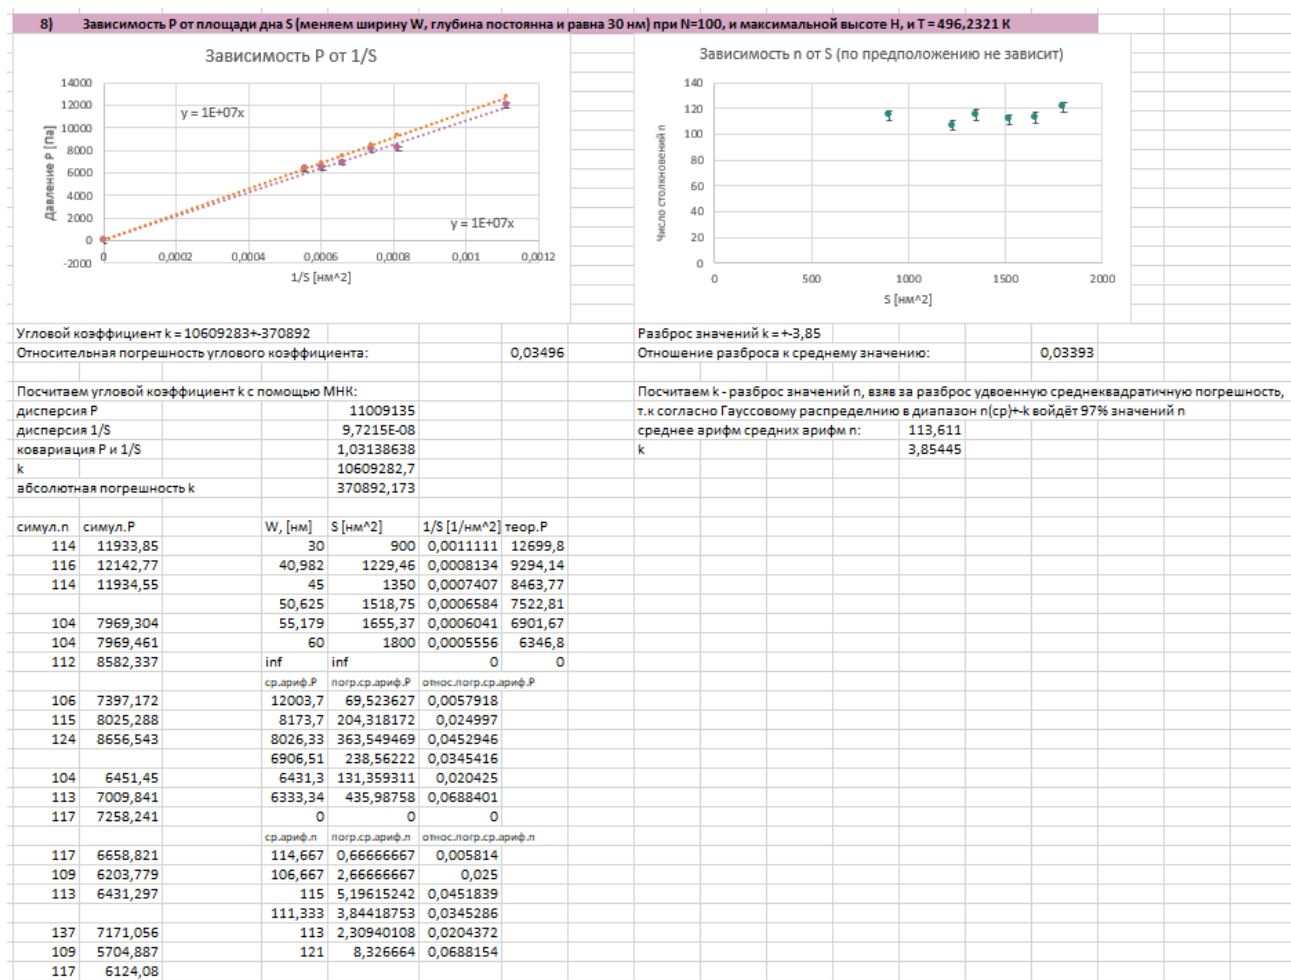 8) Зависимость P от площади дна S (меняем ширину W, глубина постоянна и равна 30 нм) при N=100, и максимальной высоте H, и T = 496,2321 К
Зависимость P от 1/S
14000
12000
10000
8000
6000
4000
2000
0
-2000
Давление P [Па]
y = 1E+07x
y = 1E+07x
0 0,0002 0,0004 0,0006 0,0008 0,001 0,0012
1/S [нм^2]
Зависимость n от S (по предположению не зависит)
140
120
100
80
60
40
20
0
Число столкновений n
0 500 1000 1500 2000
S [нм^2]
Угловой коэффициент k = 10609283+-370892
Относительная погрешность углового коэффициента: 0,03496
Разброс значений k = +-3,85
Отношение разброса к среднему значению: 0,03393
Посчитаем угловой коэффициент k с помощью МНК:
дисперсия P 11009135
дисперсия 1/S 9,7215E-08
ковариация P и 1/S 1,03138638
k 10609282,7
абсолютная погрешность k 370892,173
Посчитаем k - разброс значений n, взяв за разброс удвоенную среднеквадратичную погрешность,
т.к согласно Гауссовому распределнию в диапазон n(ср)+-k войдёт 97% значений n
среднее арифм средних арифм n: 113,611
k 3,85445
симул.n симул.P W, [нм] S [нм^2] 1/S [1/нм^2] теор.P
114 11933,85 30 900 0,0011111 12699,8
116 12142,77 40,982 1229,46 0,0008134 9294,14
114 11934,55 45 1350 0,0007407 8463,77
50,625 1518,75 0,0006584 7522,81
104 7969,304 55,179 1655,37 0,0006041 6901,67
104 7969,461 60 1800 0,0005556 6346,8
112 8582,337 inf inf 0 0
ср.ариф.P погр.ср.ариф.P относ.погр.ср.ариф.P
106 7397,172 12003,7 69,523627 0,0057918
115 8025,288 8173,7 204,318172 0,024997
124 8656,543 8026,33 363,549469 0,0452946
6906,51 238,56222 0,0345416
104 6451,45 6431,3 131,359311 0,020425
113 7009,841 6333,34 435,98758 0,0688401
117 7258,241 0 0 0
ср.ариф.n погр.ср.ариф.n относ.погр.ср.ариф.n
117 6658,821 114,667 0,66666667 0,005814
109 6203,779 106,667 2,66666667 0,025
113 6431,297 115 5,19615242 0,0451839
111,333 3,84418753 0,0345286
137 7171,056 113 2,30940108 0,0204372
109 5704,887 121 8,326664 0,0688154
117 6124,08